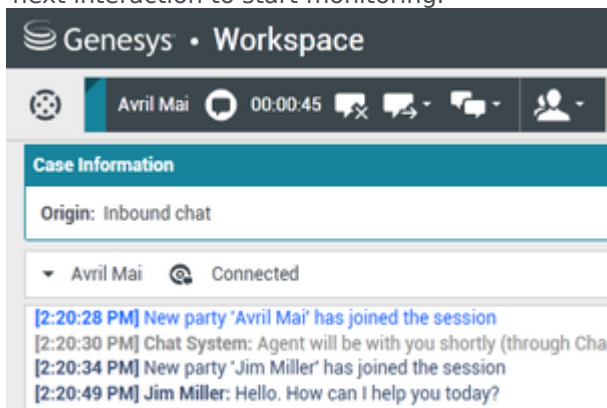 next interaction to start monitoring.
Genesys • Workspace
Avril Mai 00:00:45
Case Information
Origin: Inbound chat
Avril Mai Connected
[2:20:28 PM] New party 'Avril Mai' has joined the session
[2:20:30 PM] Chat System: Agent will be with you shortly (through Cha
[2:20:34 PM] New party 'Jim Miller' has joined the session
[2:20:49 PM] Jim Miller: Hello. How can I help you today?